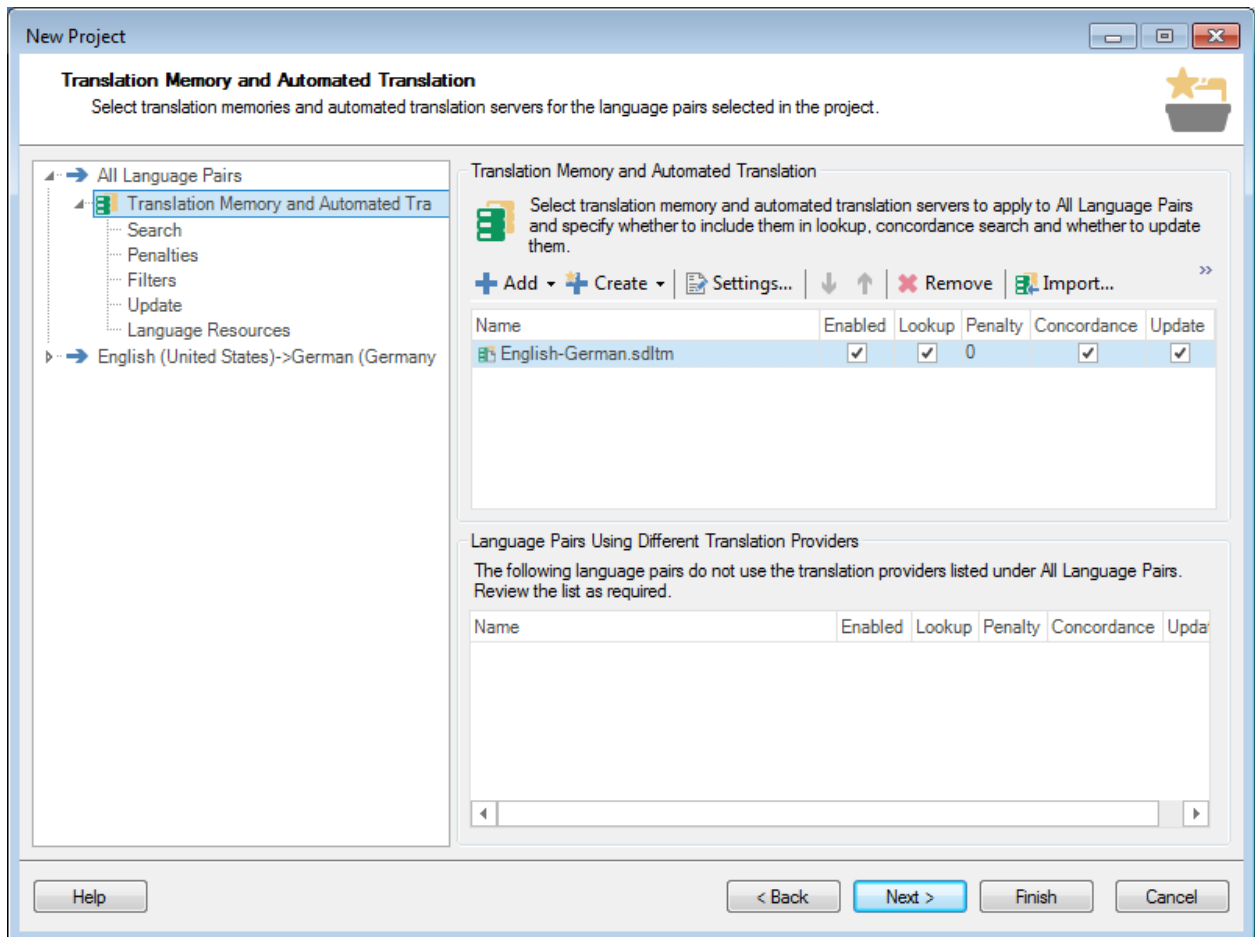 New Project
Translation Memory and Automated Translation
Select translation memories and automated translation servers for the language pairs selected in the project.
All Language Pairs
Translation Memory and Automated Tra
Search
Penalties
Filters
Update
Language Resources
English (United States)->German (Germany
Translation Memory and Automated Translation
Select translation memory and automated translation servers to apply to All Language Pairs
and specify whether to include them in lookup, concordance search and whether to update
them.
Add Create Settings... Remove Import... »
Name Enabled Lookup Penalty Concordance Update
English-German.sdltm 0
Language Pairs Using Different Translation Providers
The following language pairs do not use the translation providers listed under All Language Pairs.
Review the list as required.
Name Enabled Lookup Penalty Concordance Upda
Help < Back Next > Finish Cancel